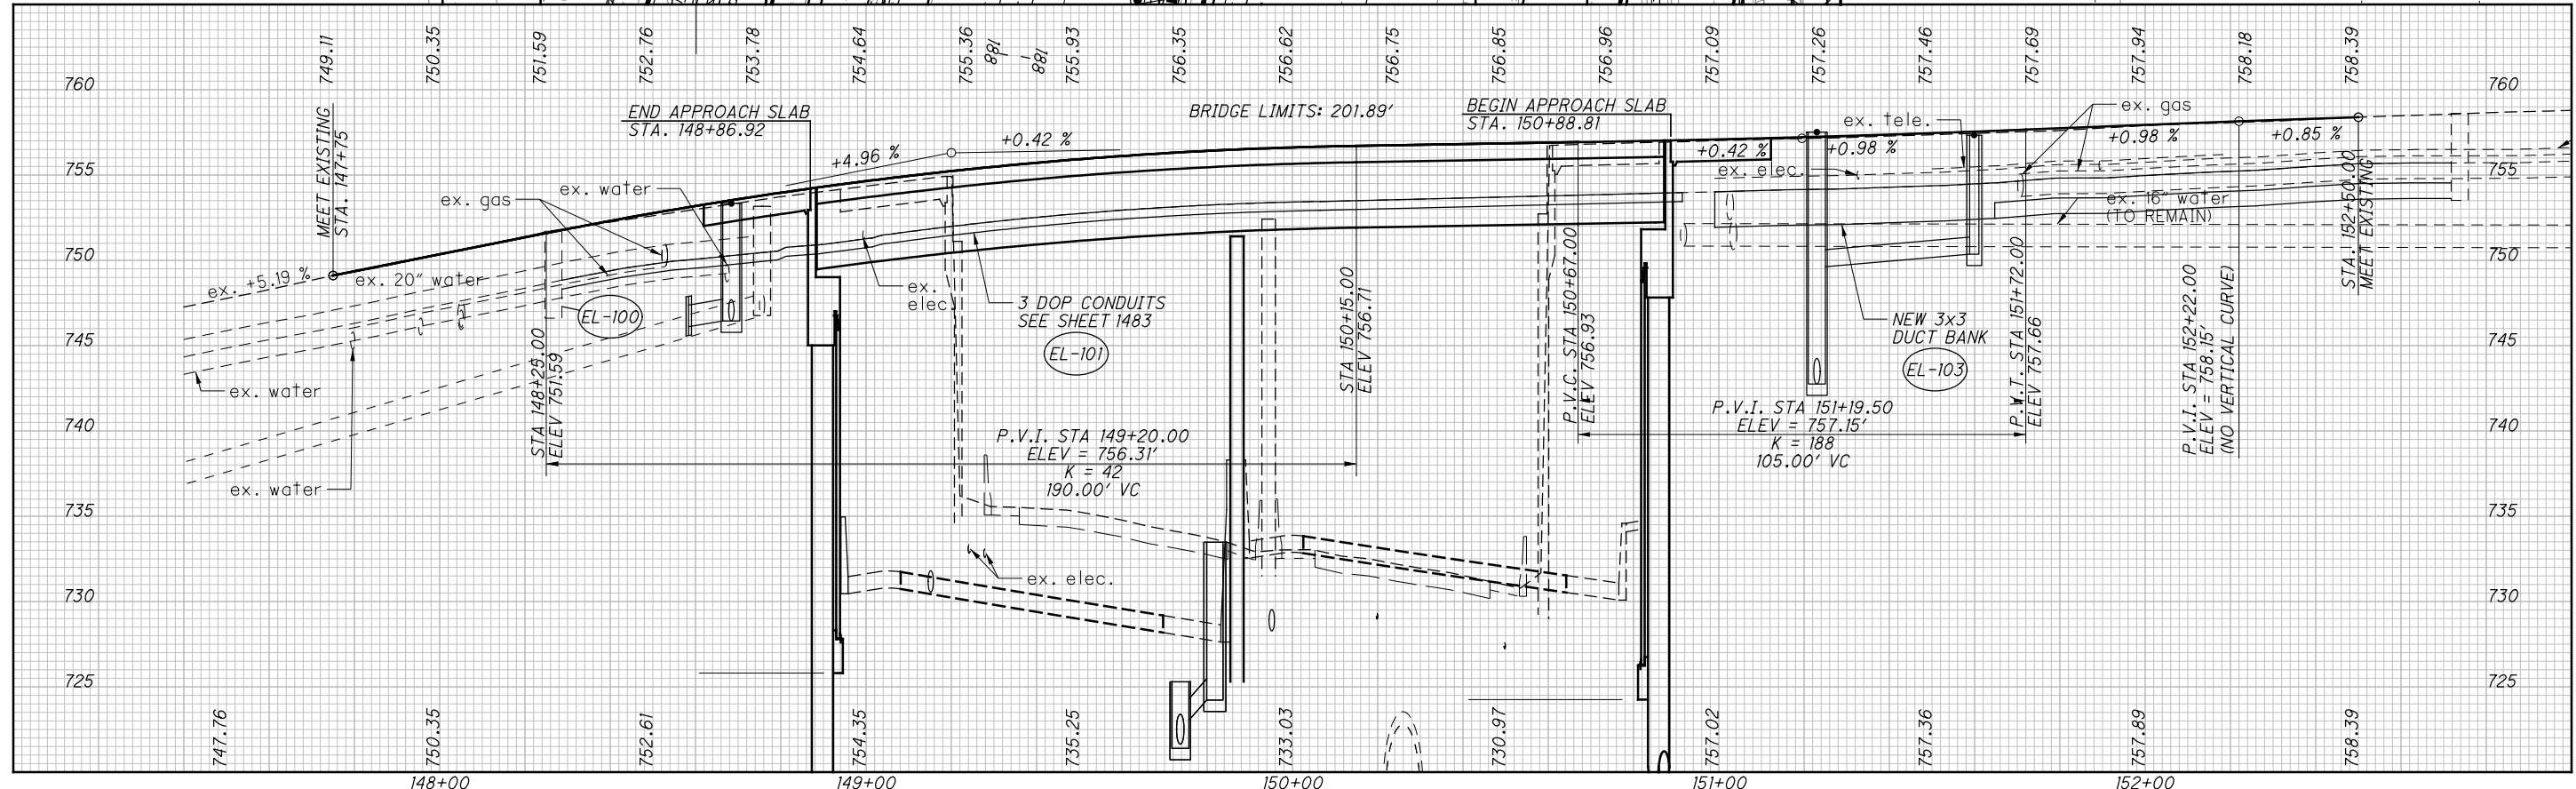 749.11
750.35
751.59
752.76
753.78
754.64
755.36
188
-
188
755.93
756.35
756.62
756.75
756.85
756.96
757.09
757.26
757.46
757.69
757.94
758.18
758.39
760
760
755
755
750
750
745
745
740
740
735
735
730
730
725
725
MEET EXISTING
STA. 147+75
END APPROACH SLAB
STA. 148+86.92
BRIDGE LIMITS: 201.89'
BEGIN APPROACH SLAB
STA. 150+88.81
+4.96 %
+0.42 %
+0.42 %
+0.98 %
+0.98 %
+0.85 %
ex. tele.
ex. gas
ex. elec.
ex. 16" water
(TO REMAIN)
STA. 152+50.00
MEET EXISTING
ex. water
ex. gas
ex. +5.19 %
ex. 20" water
EL-100
ex.
elec.
3 DOP CONDUITS
SEE SHEET 1483
EL-101
NEW 3x3
DUCT BANK
EL-103
ex. water
ex. water
STA 148+25.00
ELEV 751.59
P.V.I. STA 149+20.00
ELEV = 756.31'
K = 42
190.00' VC
STA 150+15.00
ELEV 756.71
P.V.C. STA 150+67.00
ELEV 756.93
P.V.I. STA 151+19.50
ELEV = 757.15'
K = 188
105.00' VC
P.V.T. STA 151+72.00
ELEV 757.66
P.V.I. STA 152+22.00
ELEV = 758.15'
(NO VERTICAL CURVE)
ex. elec.
747.76
750.35
752.61
754.35
735.25
733.03
730.97
757.02
757.36
757.89
758.39
148+00
149+00
150+00
151+00
152+00